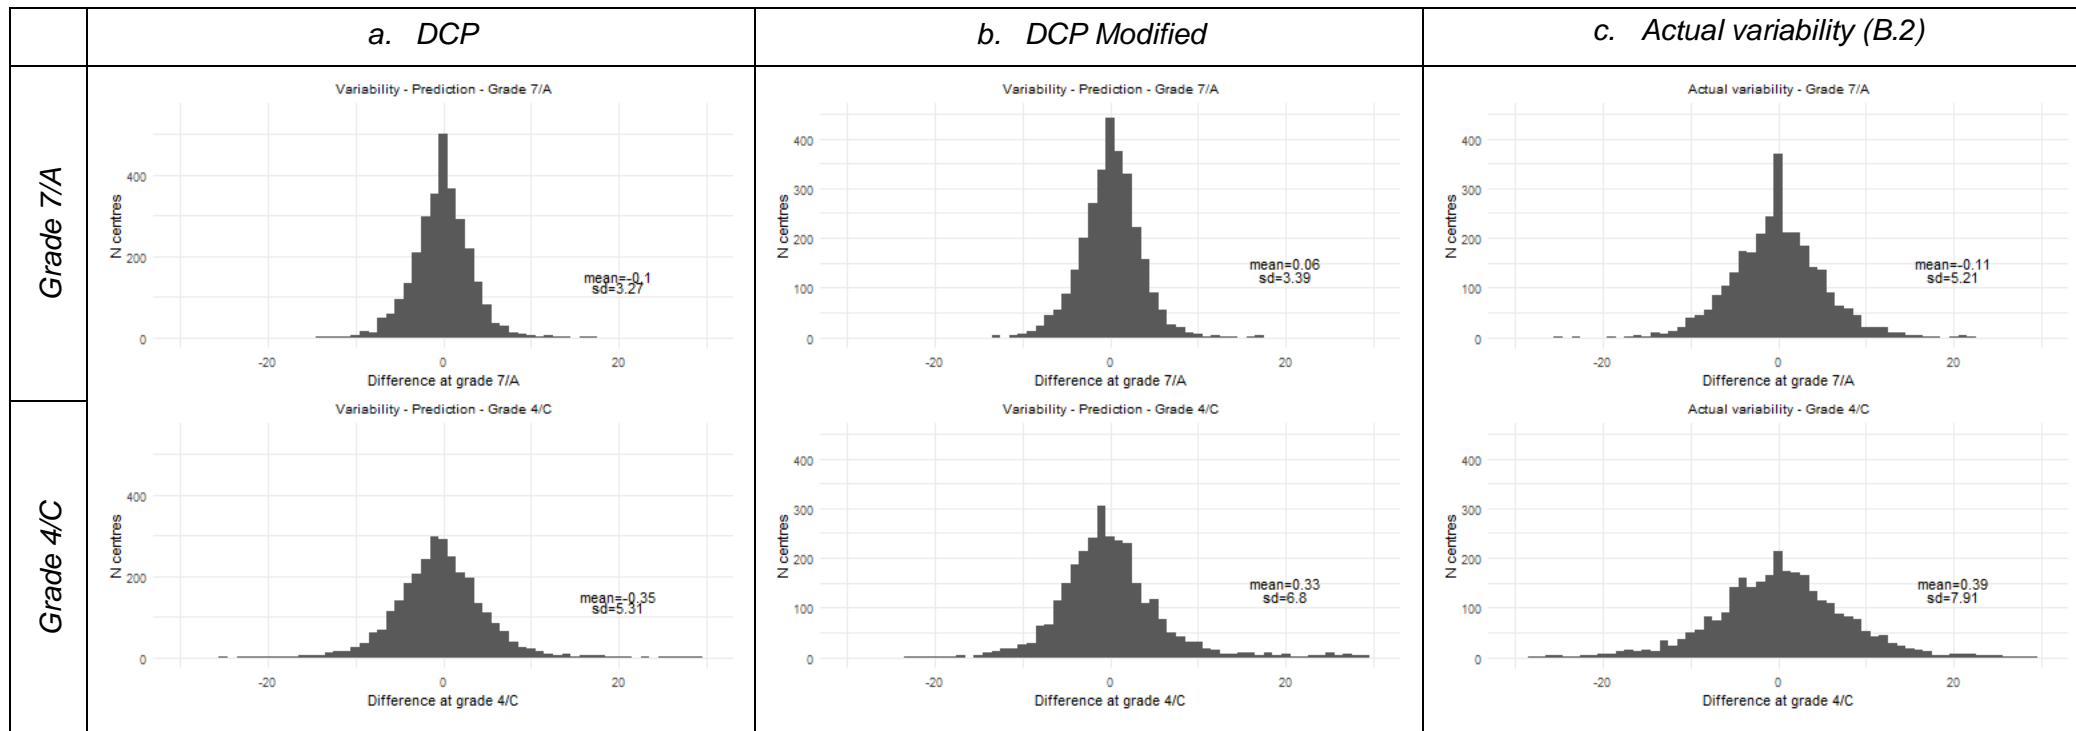 a. DCP
b. DCP Modified
c. Actual variability (B.2)
Grade 7/A
Variability - Prediction - Grade 7/A
N centres
400
200
0
mean=-0.1
sd=3.27
-20 0 20
Difference at grade 7/A
Variability - Prediction - Grade 7/A
N centres
400
300
200
100
0
mean=0.06
sd=3.39
-20 0 20
Difference at grade 7/A
Actual variability - Grade 7/A
N centres
400
300
200
100
0
mean=-0.11
sd=5.21
-20 0 20
Difference at grade 7/A
Grade 4/C
Variability - Prediction - Grade 4/C
N centres
400
200
0
mean=-0.35
sd=5.31
-20 0 20
Difference at grade 4/C
Variability - Prediction - Grade 4/C
N centres
400
300
200
100
0
mean=0.33
sd=6.8
-20 0 20
Difference at grade 4/C
Actual variability - Grade 4/C
N centres
400
300
200
100
0
mean=0.39
sd=7.91
-20 0 20
Difference at grade 4/C